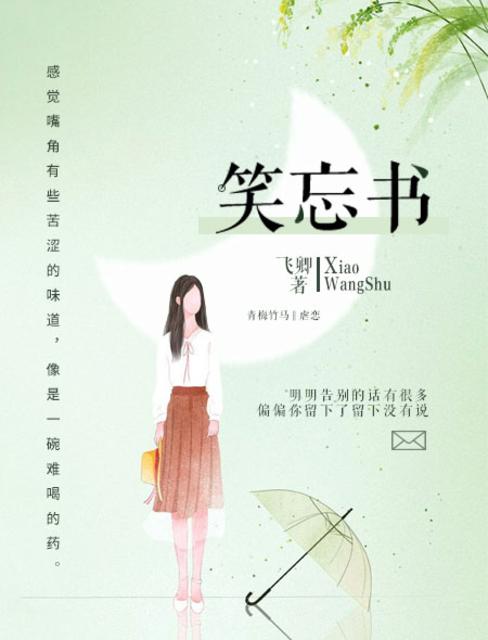 感觉嘴角有些苦涩的味道，像是一碗难喝的药。
笑忘书
飞卿
著
Xiao
WangShu
青梅竹马‖虐恋
"明明告别的话有很多
偏偏你留下了留下没有说